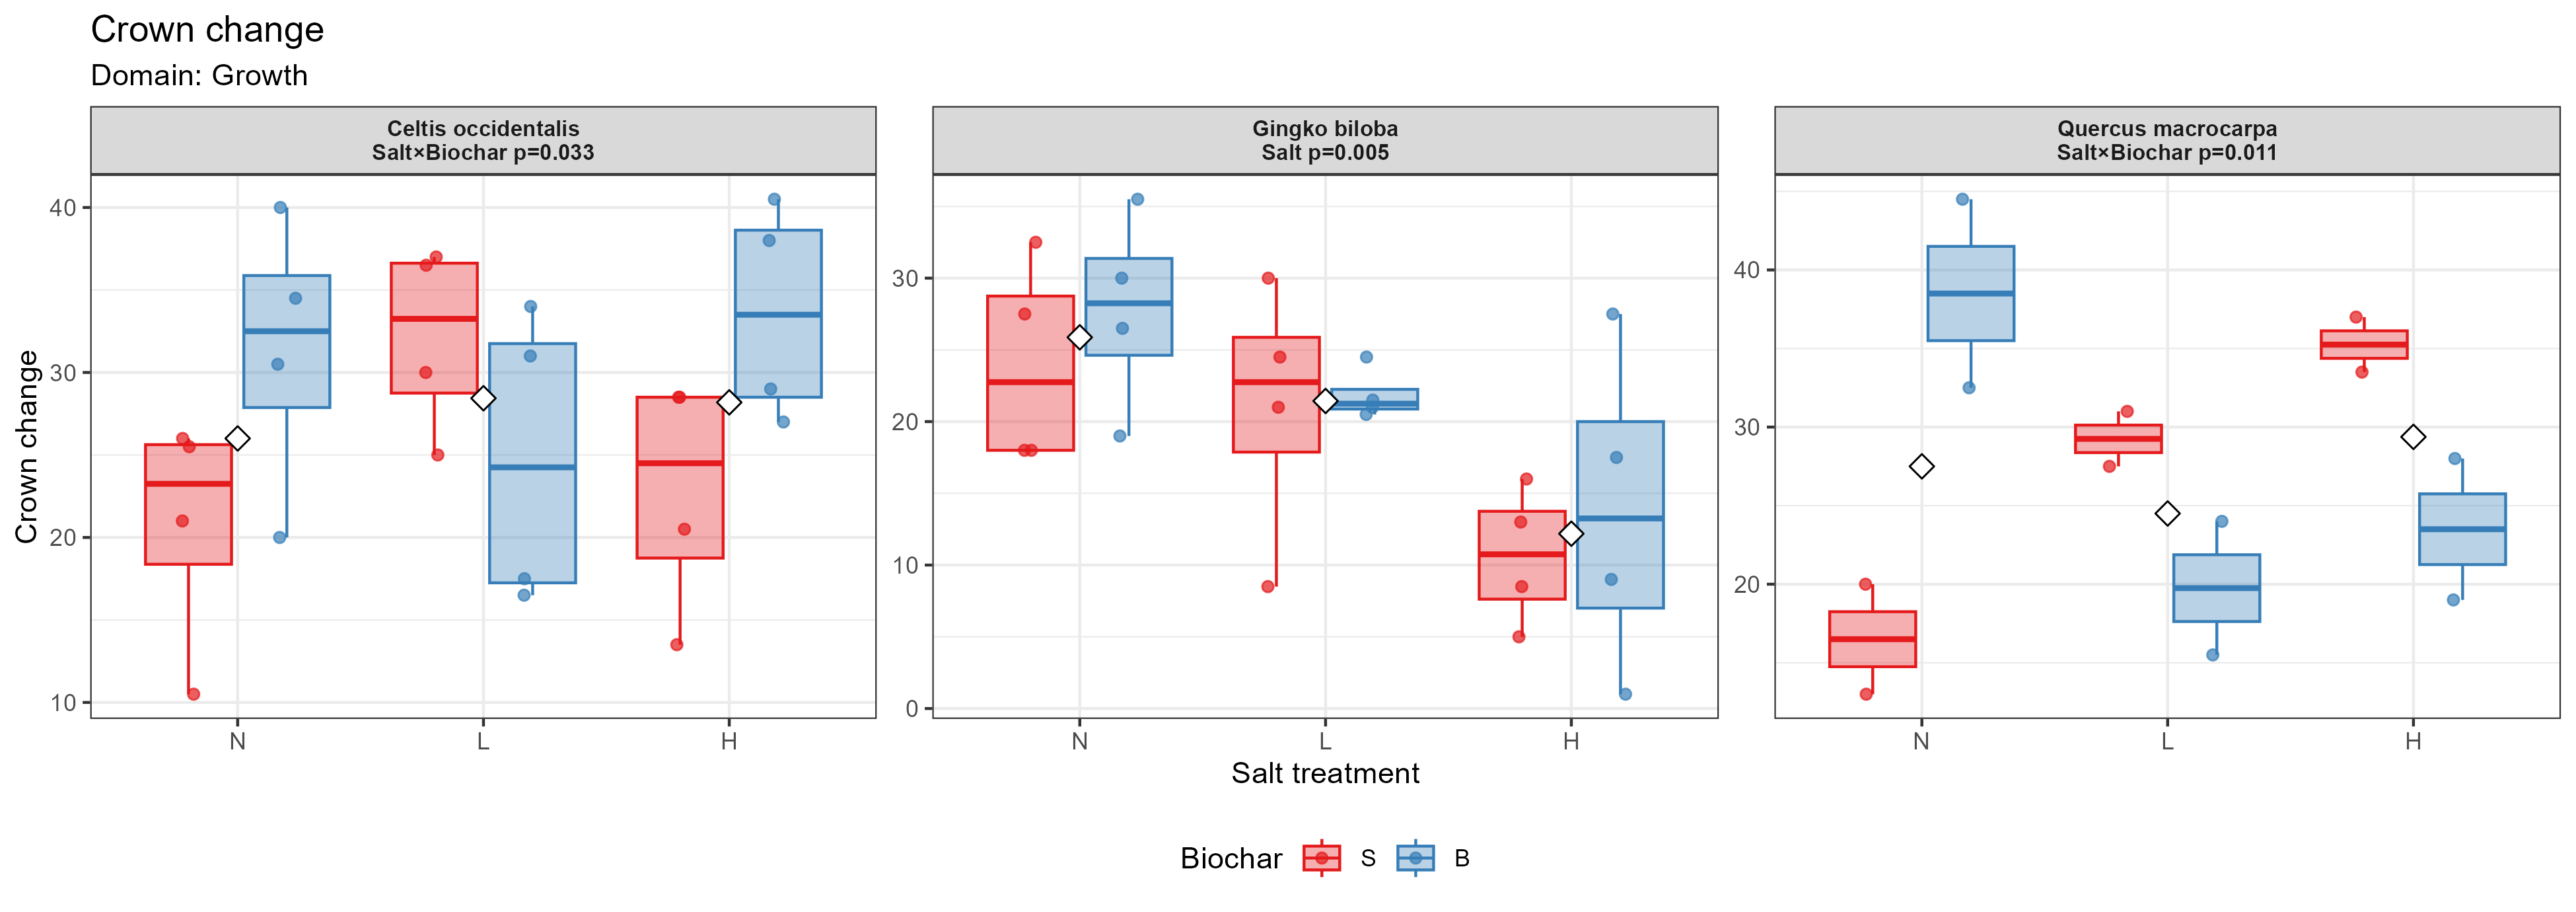 Crown change
Domain: Growth
Celtis occidentalis
Salt×Biochar p=0.033
Gingko biloba
Salt p=0.005
Quercus macrocarpa
Salt×Biochar p=0.011
Crown change
40
30
20
10
30
20
10
0
40
30
20
N L H
N L H
N L H
Salt treatment
Biochar S B